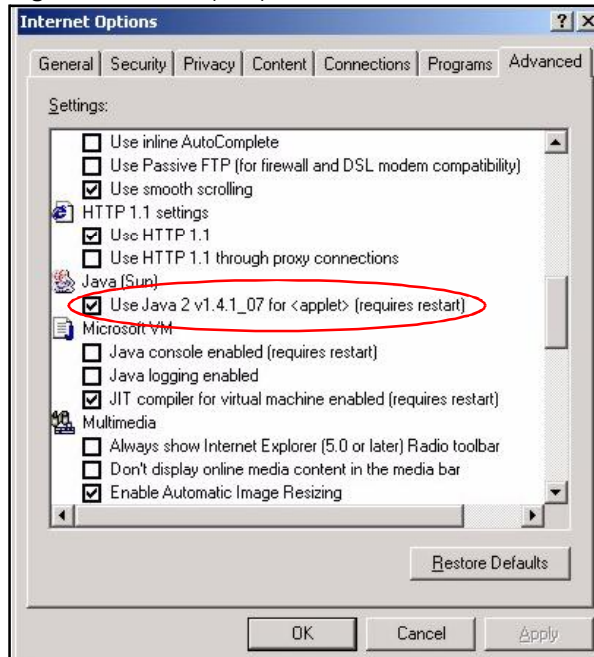 Internet Options
General Security Privacy Content Connections Programs Advanced
Settings:
Use inline AutoComplete
Use Passive FTP (for firewall and DSL modem compatibility)
Use smooth scrolling
HTTP 1.1 settings
Use HTTP 1.1
Use HTTP 1.1 through proxy connections
Java (Sun)
Use Java 2 v1.4.1_07 for <applet> (requires restart)
Microsoft VM
Java console enabled (requires restart)
Java logging enabled
JIT compiler for virtual machine enabled (requires restart)
Multimedia
Always show Internet Explorer (5.0 or later) Radio toolbar
Don't display online media content in the media bar
Enable Automatic Image Resizing
Restore Defaults
OK Cancel Apply